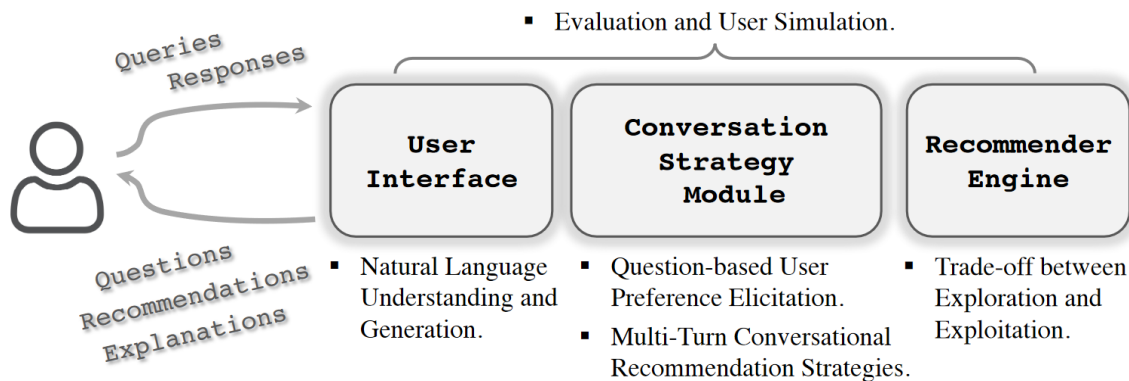 ▪ Evaluation and User Simulation.
Queries
Responses
User
Interface
Conversation
Strategy
Module
Recommender
Engine
Questions
Recommendations
Explanations
▪ Natural Language
Understanding and
Generation.
▪ Question-based User
Preference Elicitation.
▪ Multi-Turn Conversational
Recommendation Strategies.
▪ Trade-off between
Exploration and
Exploitation.